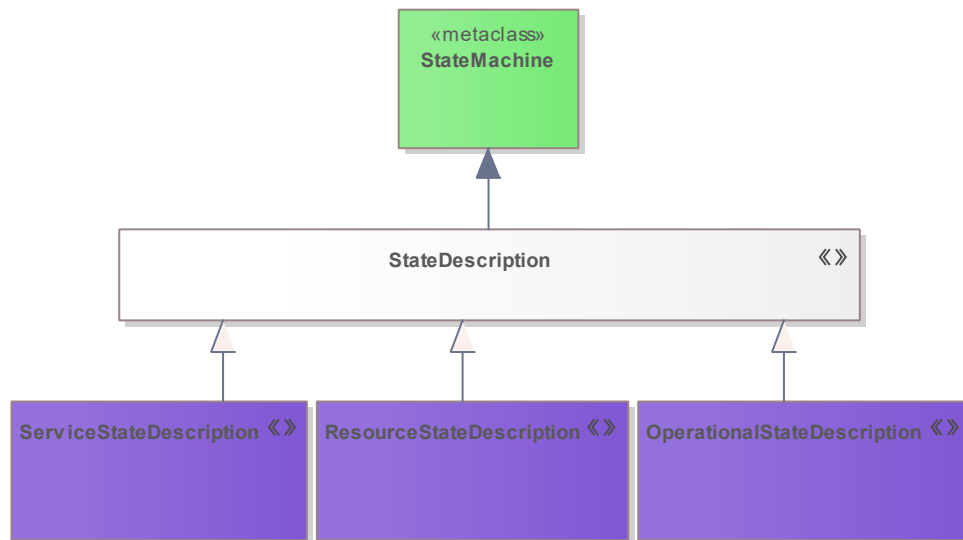 «metaclass»
StateMachine
StateDescription «»
ServiceStateDescription «»
ResourceStateDescription «»
OperationalStateDescription «»